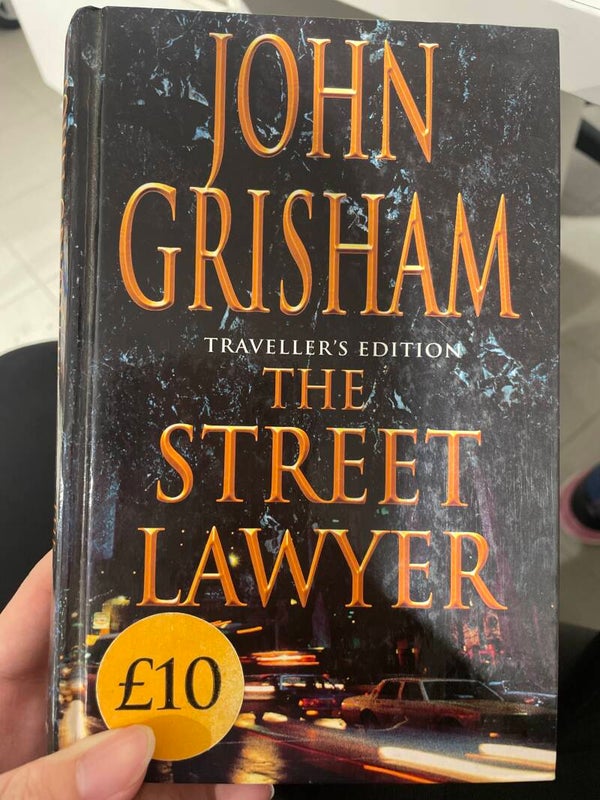 JOHN
GRISHAM
TRAVELLER'S EDITION
THE
STREET
LAWYER
£10